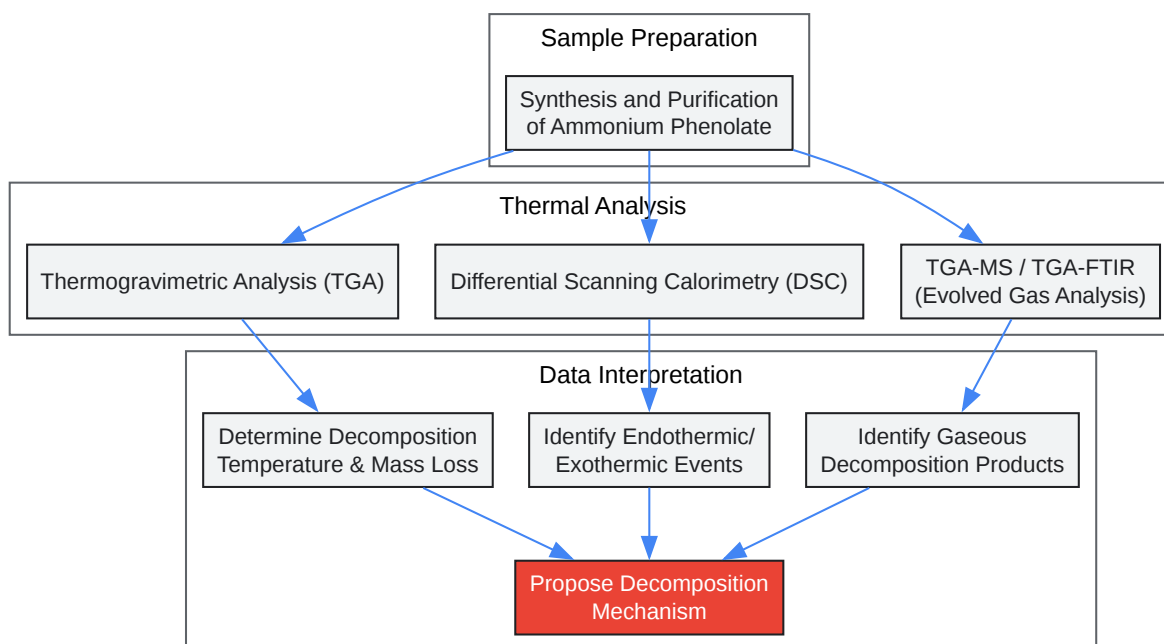 Sample Preparation
Synthesis and Purification
of Ammonium Phenolate
Thermal Analysis
Thermogravimetric Analysis (TGA)
Differential Scanning Calorimetry (DSC)
TGA-MS / TGA-FTIR
(Evolved Gas Analysis)
Data Interpretation
Determine Decomposition
Temperature & Mass Loss
Identify Endothermic/
Exothermic Events
Identify Gaseous
Decomposition Products
Propose Decomposition
Mechanism